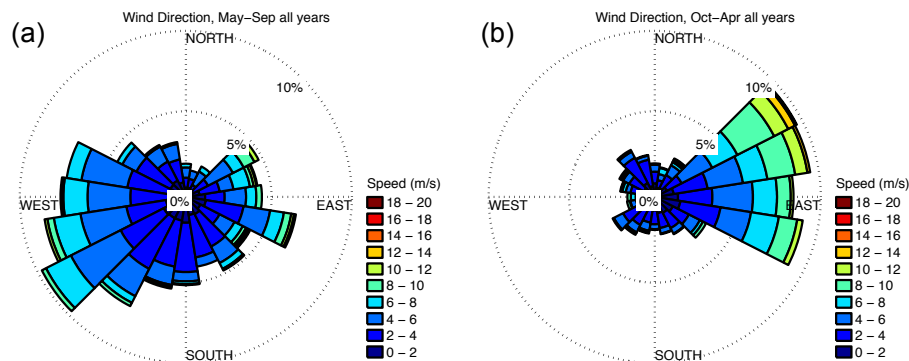 (a)
Wind Direction, May−Sep all years
NORTH
10%
5%
0%
WEST
EAST
SOUTH
Speed (m/s)
18 − 20
16 − 18
14 − 16
12 − 14
10 − 12
8 − 10
6 − 8
4 − 6
2 − 4
0 − 2
(b)
Wind Direction, Oct−Apr all years
NORTH
10%
5%
0%
WEST
EAST
SOUTH
Speed (m/s)
18 − 20
16 − 18
14 − 16
12 − 14
10 − 12
8 − 10
6 − 8
4 − 6
2 − 4
0 − 2